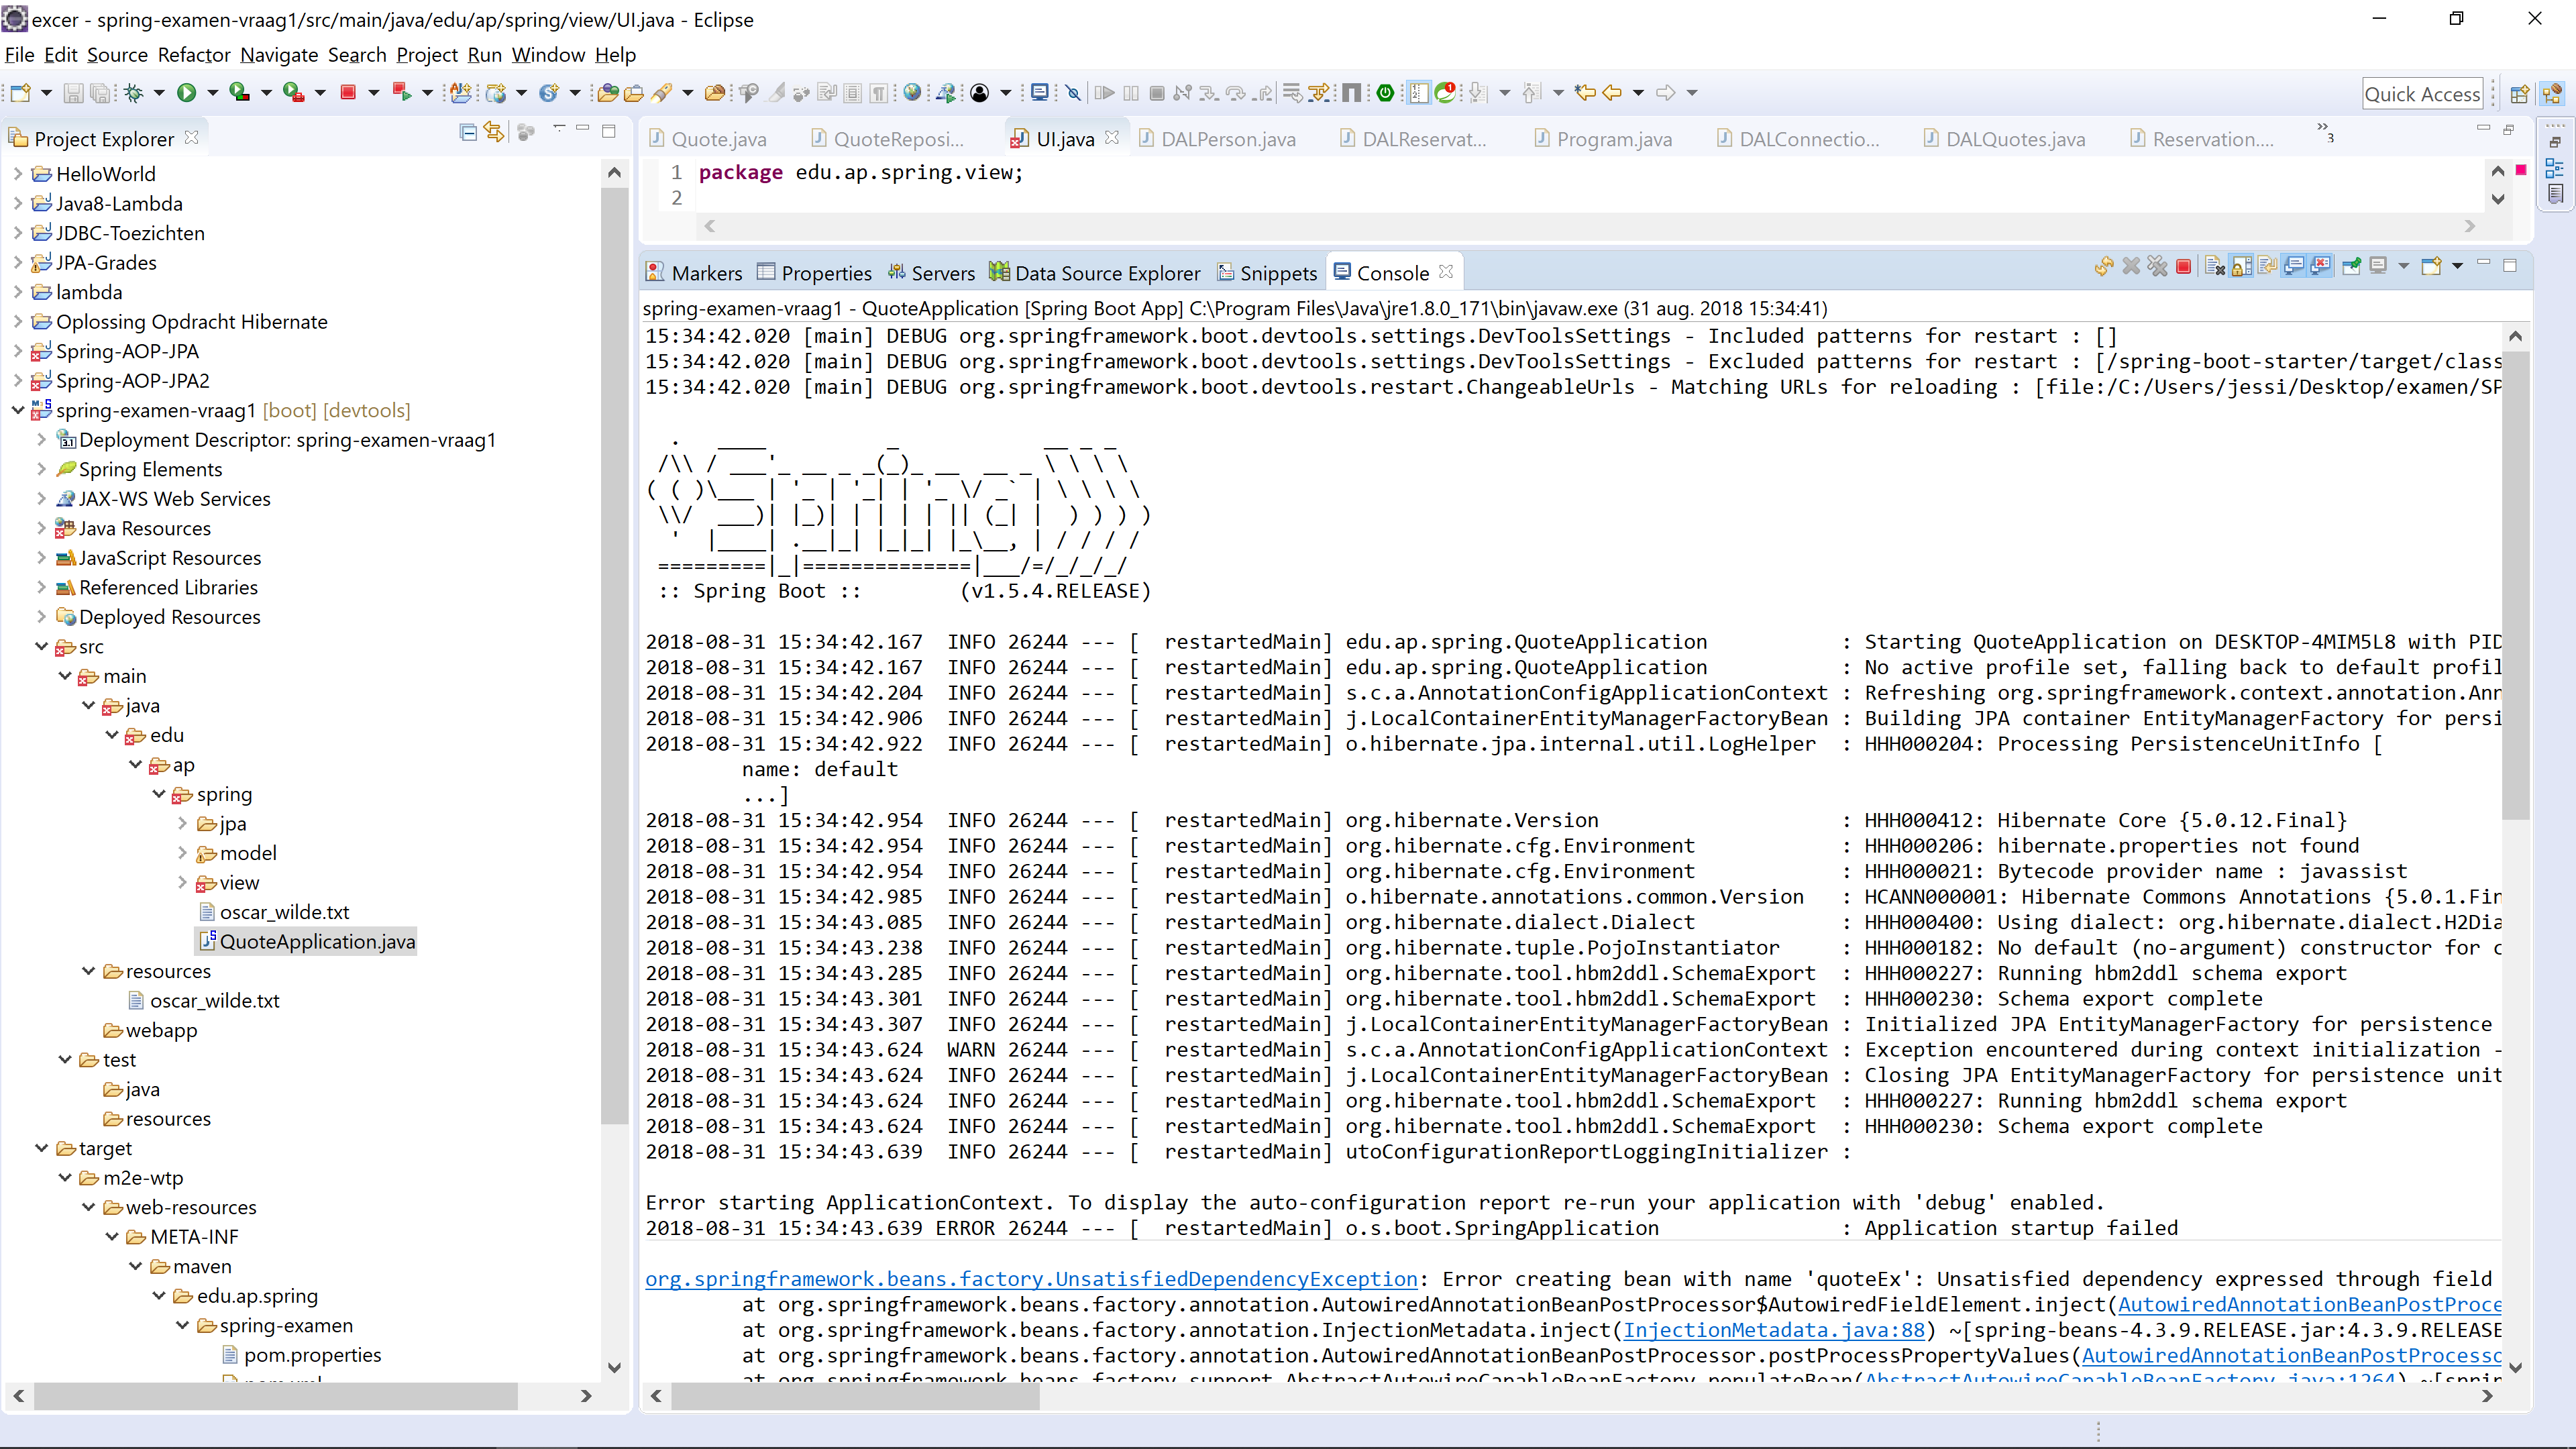 excer - spring-examen-vraag1/src/main/java/edu/ap/spring/view/UI.java - Eclipse
File Edit Source Refactor Navigate Search Project Run Window Help
Quick Access
Project Explorer
HelloWorld
Java8-Lambda
JDBC-Toezichten
JPA-Grades
lambda
Oplossing Opdracht Hibernate
Spring-AOP-JPA
Spring-AOP-JPA2
spring-examen-vraag1 [boot] [devtools]
Deployment Descriptor: spring-examen-vraag1
Spring Elements
JAX-WS Web Services
Java Resources
JavaScript Resources
Referenced Libraries
Deployed Resources
src
main
java
edu
ap
spring
jpa
model
view
oscar_wilde.txt
QuoteApplication.java
resources
oscar_wilde.txt
webapp
test
java
resources
target
m2e-wtp
web-resources
META-INF
maven
edu.ap.spring
spring-examen
pom.properties
Quote.java QuoteReposi... UI.java DALPerson.java DALReservat... Program.java DALConnectio... DALQuotes.java Reservation.... »3
1 package edu.ap.spring.view;
2
Markers Properties Servers Data Source Explorer Snippets Console
spring-examen-vraag1 - QuoteApplication [Spring Boot App] C:\Program Files\Java\jre1.8.0_171\bin\javaw.exe (31 aug. 2018 15:34:41)
15:34:42.020 [main] DEBUG org.springframework.boot.devtools.settings.DevToolsSettings - Included patterns for restart : []
15:34:42.020 [main] DEBUG org.springframework.boot.devtools.settings.DevToolsSettings - Excluded patterns for restart : [/spring-boot-starter/target/class
15:34:42.020 [main] DEBUG org.springframework.boot.devtools.restart.ChangeableUrls - Matching URLs for reloading : [file:/C:/Users/jessi/Desktop/examen/SP
  .   ____          _            __ _ _
 /\\ / ___'_ __ _ _(_)_ __  __ _ \ \ \ \
( ( )\___ | '_ | '_| | '_ \/ _` | \ \ \ \
 \\/  ___)| |_)| | | | | || (_| |  ) ) ) )
  '  |____| .__|_| |_|_| |_\__, | / / / /
 =========|_|==============|___/=/_/_/_/
 :: Spring Boot ::        (v1.5.4.RELEASE)
2018-08-31 15:34:42.167  INFO 26244 --- [  restartedMain] edu.ap.spring.QuoteApplication           : Starting QuoteApplication on DESKTOP-4MIM5L8 with PID
2018-08-31 15:34:42.167  INFO 26244 --- [  restartedMain] edu.ap.spring.QuoteApplication           : No active profile set, falling back to default profil
2018-08-31 15:34:42.204  INFO 26244 --- [  restartedMain] s.c.a.AnnotationConfigApplicationContext : Refreshing org.springframework.context.annotation.Ann
2018-08-31 15:34:42.906  INFO 26244 --- [  restartedMain] j.LocalContainerEntityManagerFactoryBean : Building JPA container EntityManagerFactory for persi
2018-08-31 15:34:42.922  INFO 26244 --- [  restartedMain] o.hibernate.jpa.internal.util.LogHelper  : HHH000204: Processing PersistenceUnitInfo [
name: default
...]
2018-08-31 15:34:42.954  INFO 26244 --- [  restartedMain] org.hibernate.Version                    : HHH000412: Hibernate Core {5.0.12.Final}
2018-08-31 15:34:42.954  INFO 26244 --- [  restartedMain] org.hibernate.cfg.Environment            : HHH000206: hibernate.properties not found
2018-08-31 15:34:42.954  INFO 26244 --- [  restartedMain] org.hibernate.cfg.Environment            : HHH000021: Bytecode provider name : javassist
2018-08-31 15:34:42.985  INFO 26244 --- [  restartedMain] o.hibernate.annotations.common.Version   : HCANN000001: Hibernate Commons Annotations {5.0.1.Fin
2018-08-31 15:34:43.085  INFO 26244 --- [  restartedMain] org.hibernate.dialect.Dialect            : HHH000400: Using dialect: org.hibernate.dialect.H2Dia
2018-08-31 15:34:43.238  INFO 26244 --- [  restartedMain] org.hibernate.tuple.PojoInstantiator     : HHH000182: No default (no-argument) constructor for c
2018-08-31 15:34:43.285  INFO 26244 --- [  restartedMain] org.hibernate.tool.hbm2ddl.SchemaExport  : HHH000227: Running hbm2ddl schema export
2018-08-31 15:34:43.301  INFO 26244 --- [  restartedMain] org.hibernate.tool.hbm2ddl.SchemaExport  : HHH000230: Schema export complete
2018-08-31 15:34:43.307  INFO 26244 --- [  restartedMain] j.LocalContainerEntityManagerFactoryBean : Initialized JPA EntityManagerFactory for persistence
2018-08-31 15:34:43.624  WARN 26244 --- [  restartedMain] s.c.a.AnnotationConfigApplicationContext : Exception encountered during context initialization -
2018-08-31 15:34:43.624  INFO 26244 --- [  restartedMain] j.LocalContainerEntityManagerFactoryBean : Closing JPA EntityManagerFactory for persistence unit
2018-08-31 15:34:43.624  INFO 26244 --- [  restartedMain] org.hibernate.tool.hbm2ddl.SchemaExport  : HHH000227: Running hbm2ddl schema export
2018-08-31 15:34:43.624  INFO 26244 --- [  restartedMain] org.hibernate.tool.hbm2ddl.SchemaExport  : HHH000230: Schema export complete
2018-08-31 15:34:43.639  INFO 26244 --- [  restartedMain] utoConfigurationReportLoggingInitializer :
Error starting ApplicationContext. To display the auto-configuration report re-run your application with 'debug' enabled.
2018-08-31 15:34:43.639 ERROR 26244 --- [  restartedMain] o.s.boot.SpringApplication               : Application startup failed
org.springframework.beans.factory.UnsatisfiedDependencyException: Error creating bean with name 'quoteEx': Unsatisfied dependency expressed through field
at org.springframework.beans.factory.annotation.AutowiredAnnotationBeanPostProcessor$AutowiredFieldElement.inject(AutowiredAnnotationBeanPostProce
at org.springframework.beans.factory.annotation.InjectionMetadata.inject(InjectionMetadata.java:88) ~[spring-beans-4.3.9.RELEASE.jar:4.3.9.RELEASE
at org.springframework.beans.factory.annotation.AutowiredAnnotationBeanPostProcessor.postProcessPropertyValues(AutowiredAnnotationBeanPostProcesso
at org.springframework.beans.factory.support.AbstractAutowireCapableBeanFactory.populateBean(AbstractAutowireCapableBeanFactory.java:1264) ~[sprin